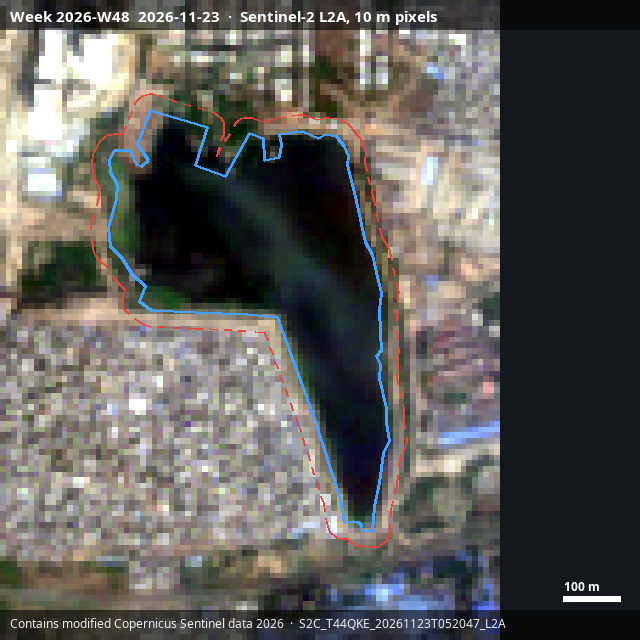 Week 2026-W48 2026-11-23 · Sentinel-2 L2A, 10 m pixels
100 m
Contains modified Copernicus Sentinel data 2026 · S2C_T44QKE_20261123T052047_L2A